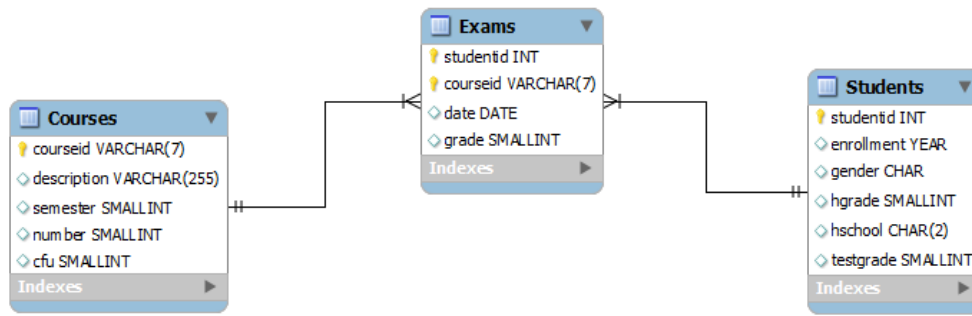 Exams
studentid INT
courseid VARCHAR(7)
date DATE
grade SMALLINT
Indexes
Courses
courseid VARCHAR(7)
description VARCHAR(255)
semester SMALLINT
number SMALLINT
cfu SMALLINT
Indexes
Students
studentid INT
enrollment YEAR
gender CHAR
hgrade SMALLINT
hschool CHAR(2)
testgrade SMALLINT
Indexes